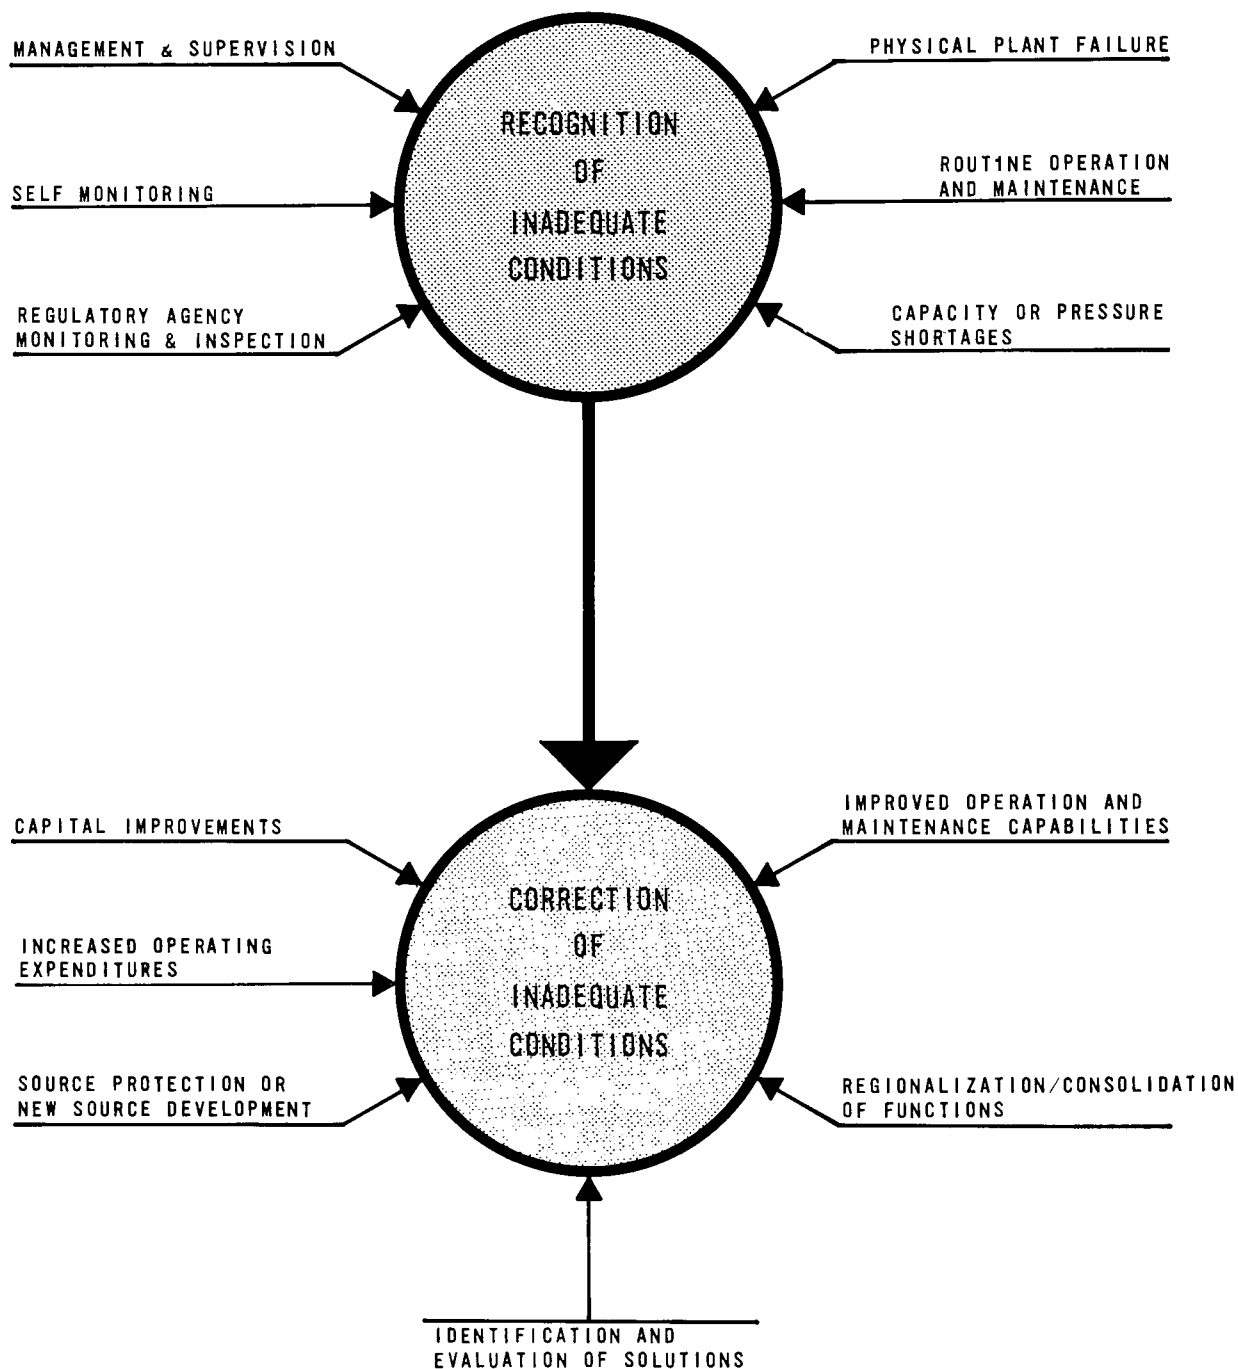 MANAGEMENT & SUPERVISION
SELF MONITORING
REGULATORY AGENCY
MONITORING & INSPECTION
RECOGNITION
OF
INADEQUATE
CONDITIONS
PHYSICAL PLANT FAILURE
ROUTINE OPERATION
AND MAINTENANCE
CAPACITY OR PRESSURE
SHORTAGES
CAPITAL IMPROVEMENTS
INCREASED OPERATING
EXPENDITURES
SOURCE PROTECTION OR
NEW SOURCE DEVELOPMENT
CORRECTION
OF
INADEQUATE
CONDITIONS
IMPROVED OPERATION AND
MAINTENANCE CAPABILITIES
REGIONALIZATION/CONSOLIDATION
OF FUNCTIONS
IDENTIFICATION AND
EVALUATION OF SOLUTIONS